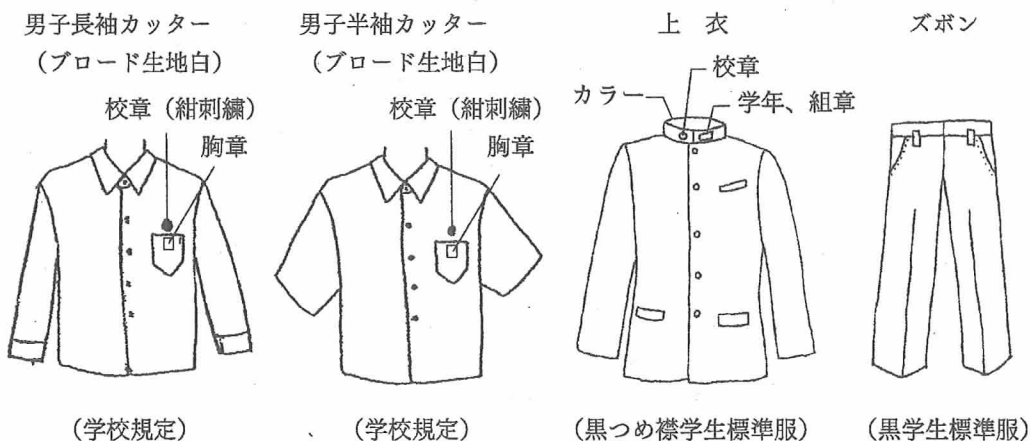 男子長袖カッター
（ブロード生地白）
校章（紺刺繍）
胸章
（学校規定）
男子半袖カッター
（ブロード生地白）
校章（紺刺繍）
胸章
（学校規定）
上　衣
カラー
校章
学年、組章
（黒つめ襟学生標準服）
ズボン
（黒学生標準服）